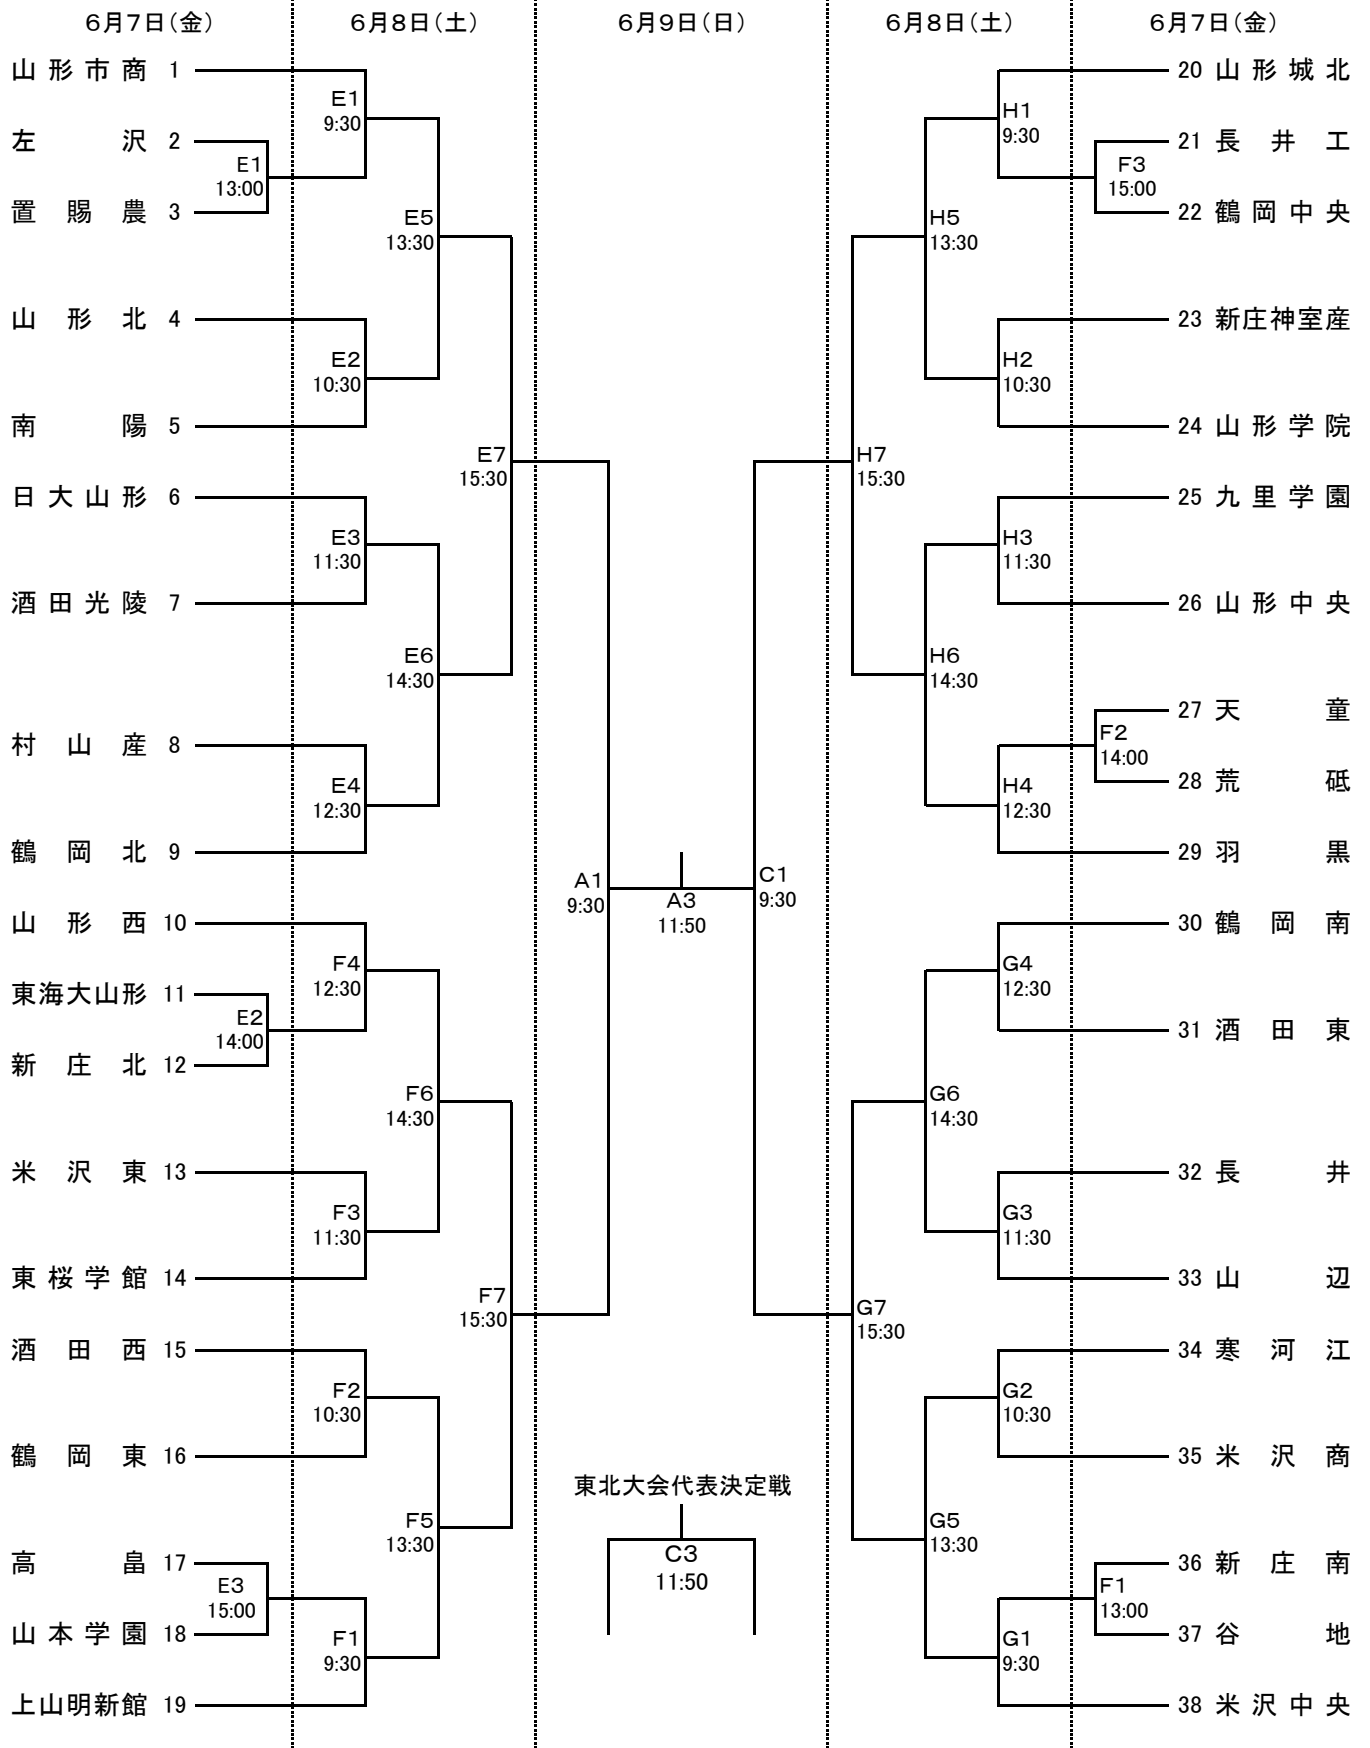 6月7日(金) 6月8日(土) 6月9日(日) 6月8日(土) 6月7日(金)
山形市商 1
E1
9:30
左沢 2
E1
13:00
置賜農 3
E5
13:30
山形北 4
E2
10:30
南陽 5
E7
15:30
日大山形 6
E3
11:30
酒田光陵 7
E6
14:30
村山産 8
E4
12:30
鶴岡北 9
A1
9:30
山形西 10
F4
12:30
東海大山形 11
E2
14:00
新庄北 12
F6
14:30
米沢東 13
F3
11:30
東桜学館 14
F7
15:30
酒田西 15
F2
10:30
鶴岡東 16
F5
13:30
高畠 17
E3
15:00
山本学園 18
F1
9:30
上山明新館 19
A3
11:50
東北大会代表決定戦
C3
11:50
20 山形城北
H1
9:30
21 長井工
F3
15:00
22 鶴岡中央
H5
13:30
23 新庄神室産
H2
10:30
24 山形学院
H7
15:30
25 九里学園
H3
11:30
26 山形中央
H6
14:30
27 天童
F2
14:00
28 荒砥
H4
12:30
29 羽黒
C1
9:30
30 鶴岡南
G4
12:30
31 酒田東
G6
14:30
32 長井
G3
11:30
33 山辺
G7
15:30
34 寒河江
G2
10:30
35 米沢商
G5
13:30
36 新庄南
F1
13:00
37 谷地
G1
9:30
38 米沢中央